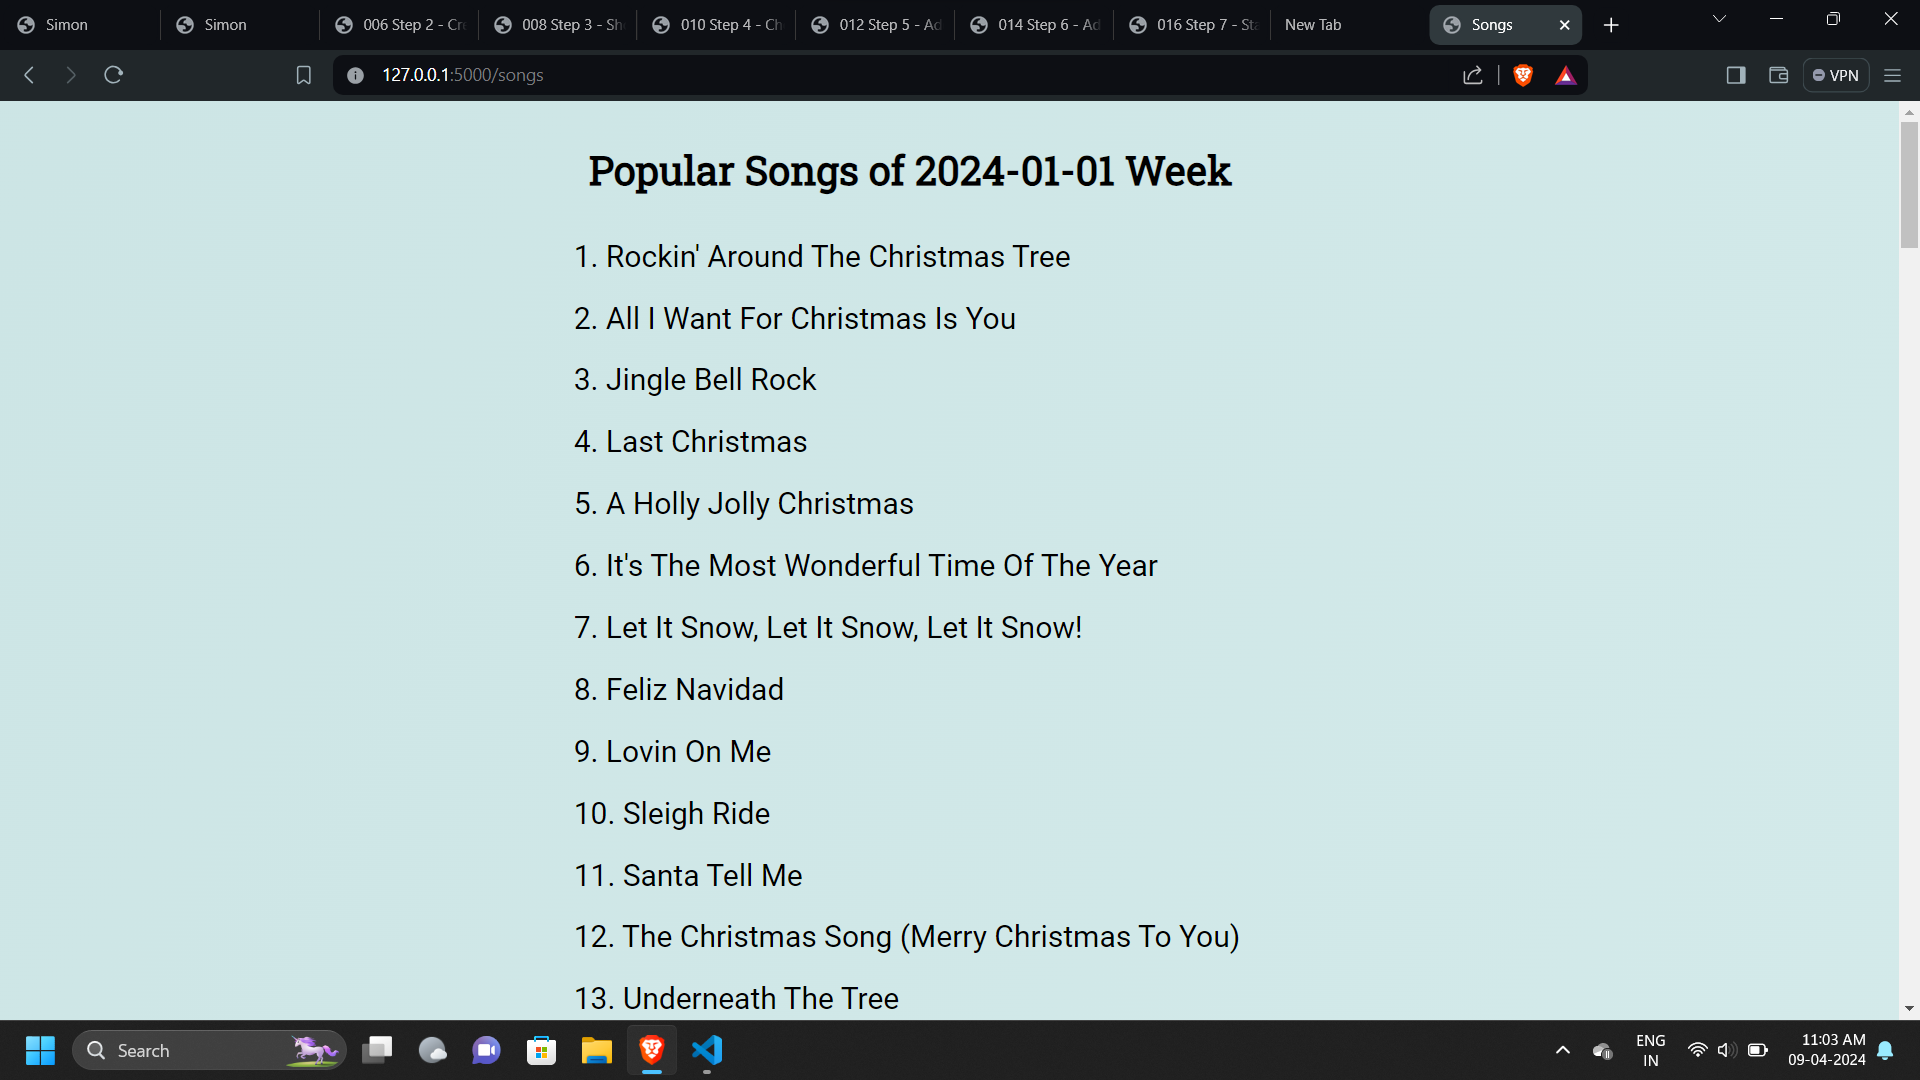 Simon
Simon
006 Step 2 - Cre
008 Step 3 - Sho
010 Step 4 - Ch
012 Step 5 - Ad
014 Step 6 - Ad
016 Step 7 - Sta
New Tab
Songs
127.0.0.1:5000/songs
VPN
Popular Songs of 2024-01-01 Week
1. Rockin' Around The Christmas Tree
2. All I Want For Christmas Is You
3. Jingle Bell Rock
4. Last Christmas
5. A Holly Jolly Christmas
6. It's The Most Wonderful Time Of The Year
7. Let It Snow, Let It Snow, Let It Snow!
8. Feliz Navidad
9. Lovin On Me
10. Sleigh Ride
11. Santa Tell Me
12. The Christmas Song (Merry Christmas To You)
13. Underneath The Tree
Search
ENG
IN
11:03 AM
09-04-2024